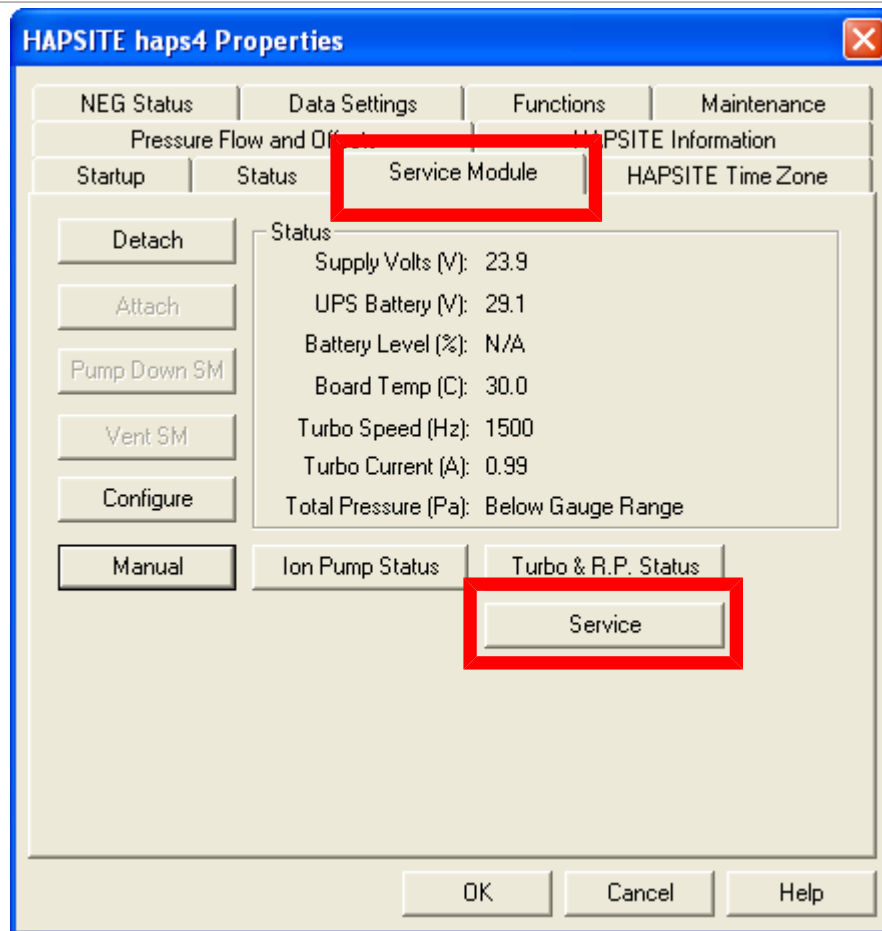 HAPSITE haps4 Properties
NEG Status Data Settings Functions Maintenance
Pressure Flow and HAPSITE Information
Startup Status Service Module HAPSITE Time Zone
Detach
Attach
Pump Down SM
Vent SM
Configure
Manual
Status
Supply Volts (V): 23.9
UPS Battery (V): 29.1
Battery Level (%): N/A
Board Temp (C): 30.0
Turbo Speed (Hz): 1500
Turbo Current (A): 0.99
Total Pressure (Pa): Below Gauge Range
Ion Pump Status Turbo & R.P. Status
Service
OK Cancel Help